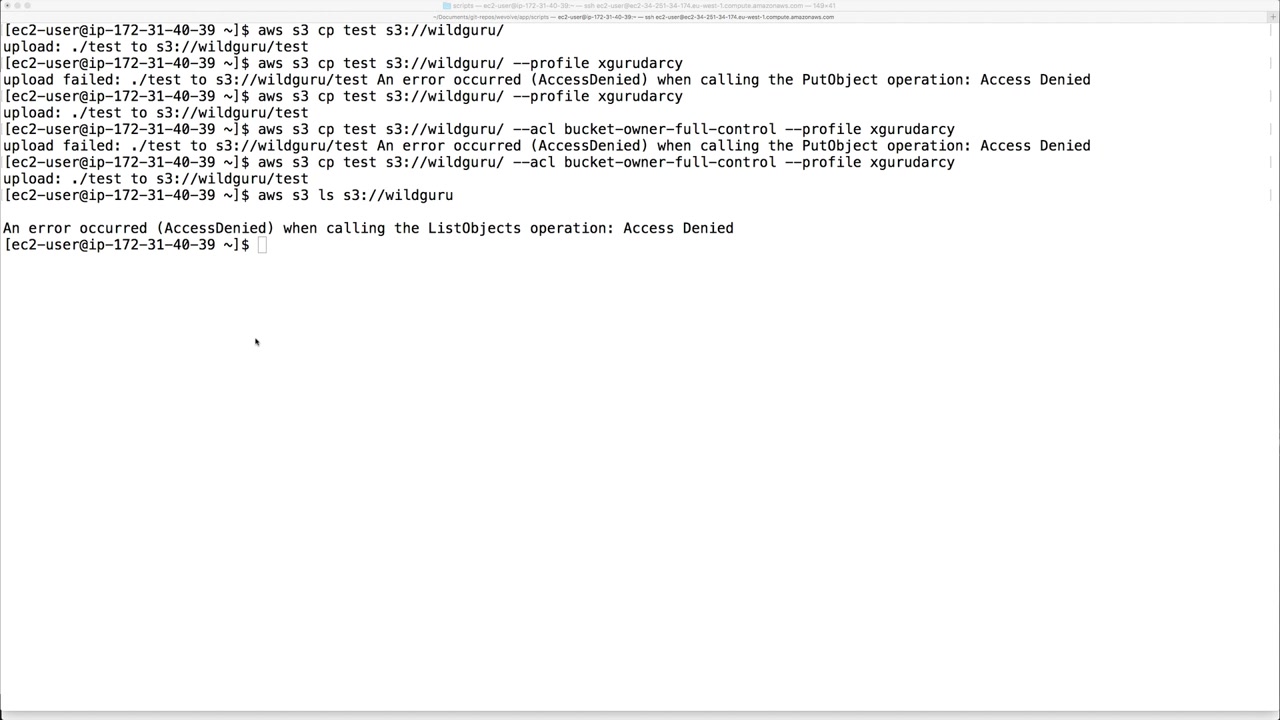 scripts — ec2-user@ip-172-31-40-39:~ — ssh ec2-user@ec2-34-251-34-174.eu-west-1.compute.amazonaws.com — 149×41
~/Documents/git-repos/wevolve/app/scripts — ec2-user@ip-172-31-40-39:~ — ssh ec2-user@ec2-34-251-34-174.eu-west-1.compute.amazonaws.com
[ec2-user@ip-172-31-40-39 ~]$ aws s3 cp test s3://wildguru/
upload: ./test to s3://wildguru/test
[ec2-user@ip-172-31-40-39 ~]$ aws s3 cp test s3://wildguru/ --profile xgurudarcy
upload failed: ./test to s3://wildguru/test An error occurred (AccessDenied) when calling the PutObject operation: Access Denied
[ec2-user@ip-172-31-40-39 ~]$ aws s3 cp test s3://wildguru/ --profile xgurudarcy
upload: ./test to s3://wildguru/test
[ec2-user@ip-172-31-40-39 ~]$ aws s3 cp test s3://wildguru/ --acl bucket-owner-full-control --profile xgurudarcy
upload failed: ./test to s3://wildguru/test An error occurred (AccessDenied) when calling the PutObject operation: Access Denied
[ec2-user@ip-172-31-40-39 ~]$ aws s3 cp test s3://wildguru/ --acl bucket-owner-full-control --profile xgurudarcy
upload: ./test to s3://wildguru/test
[ec2-user@ip-172-31-40-39 ~]$ aws s3 ls s3://wildguru
An error occurred (AccessDenied) when calling the ListObjects operation: Access Denied
[ec2-user@ip-172-31-40-39 ~]$